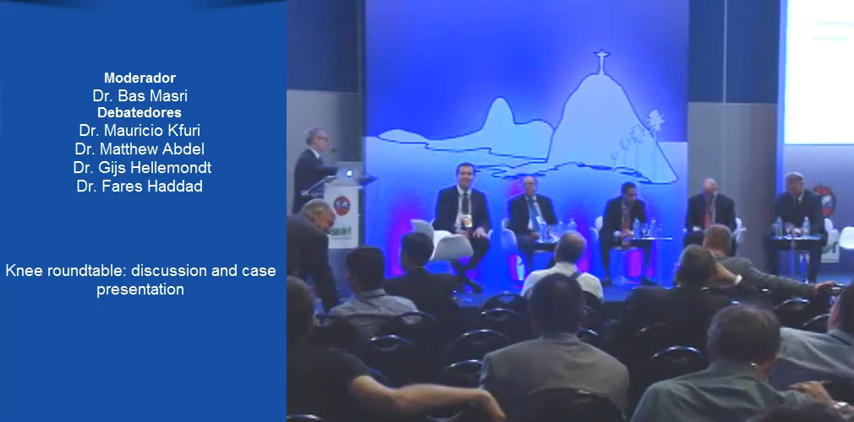 Moderador
Dr. Bas Masri
Debatedores
Dr. Mauricio Kfuri
Dr. Matthew Abdel
Dr. Gijs Hellemondt
Dr. Fares Haddad
Knee roundtable: discussion and case
presentation